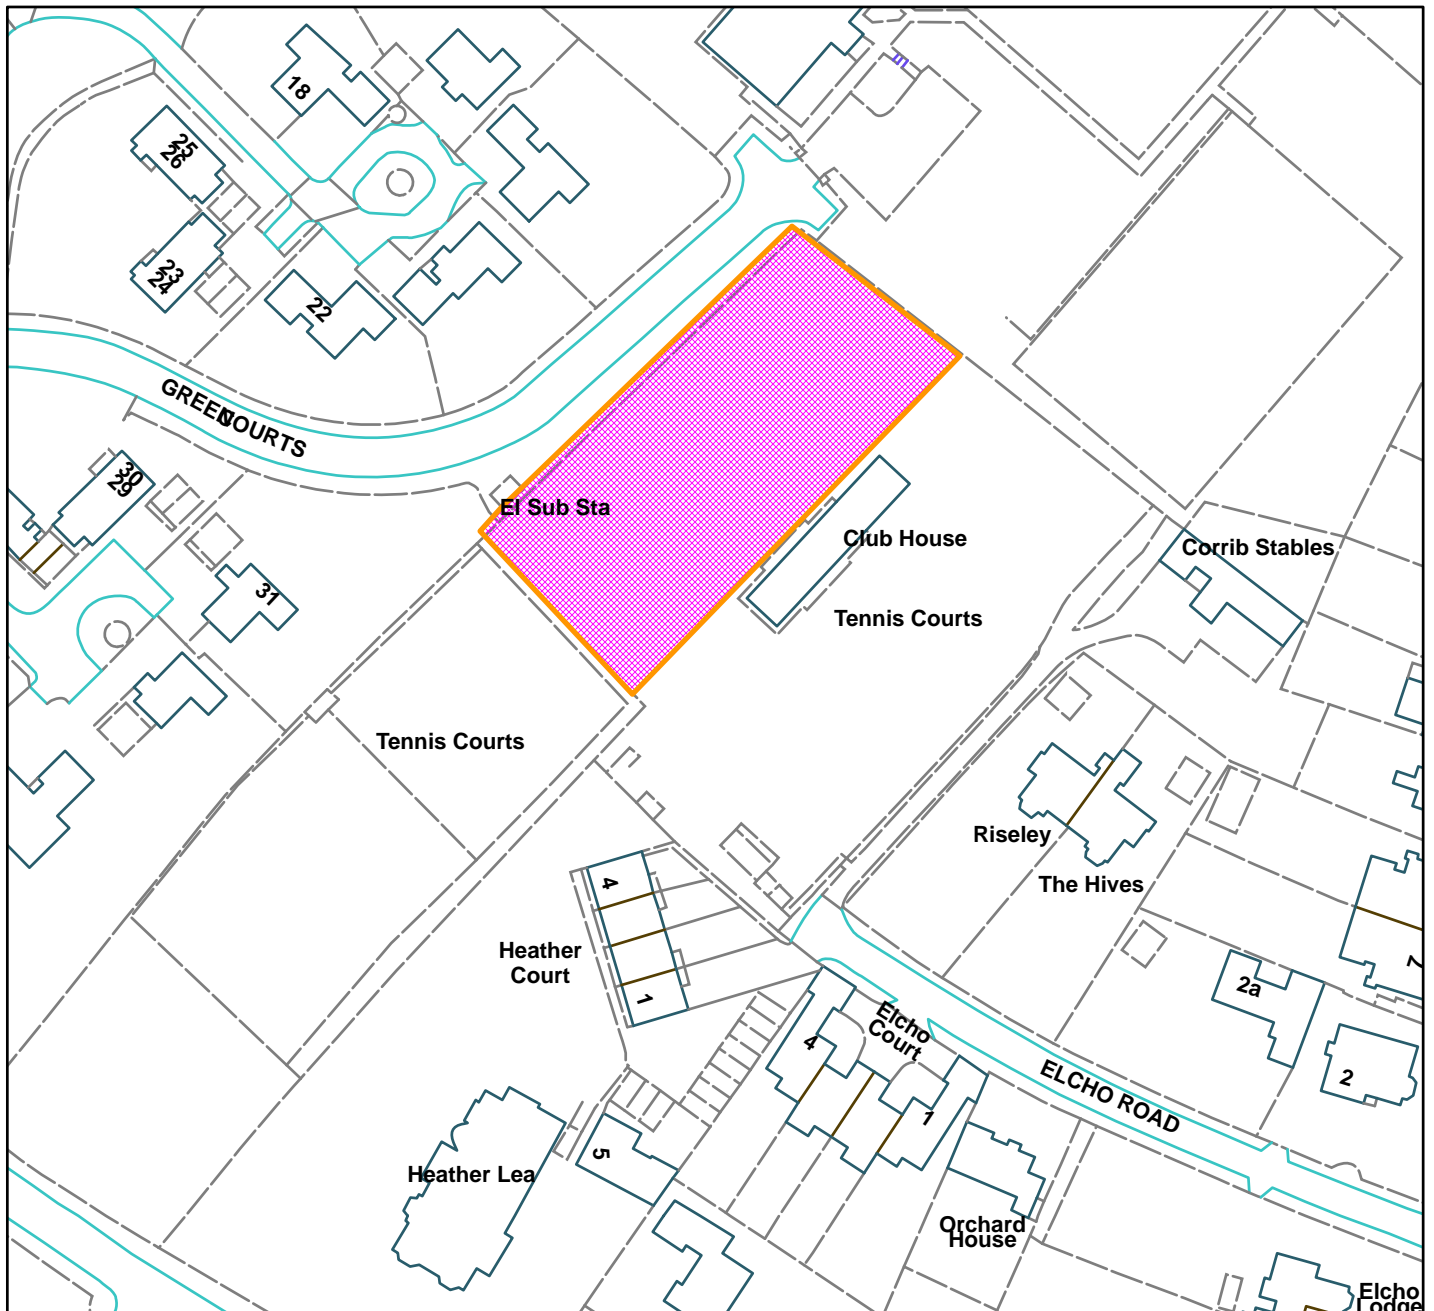 18
25
26
23
24
22
GREENCOURTS
30
29
El Sub Sta
Club House
Corrib Stables
31
Tennis Courts
Tennis Courts
Riseley
The Hives
4
Heather
Court
1
7
2a
Elcho
Court
4
ELCHO ROAD
2
1
5
Heather Lea
Orchard
House
Elcho
Lodge